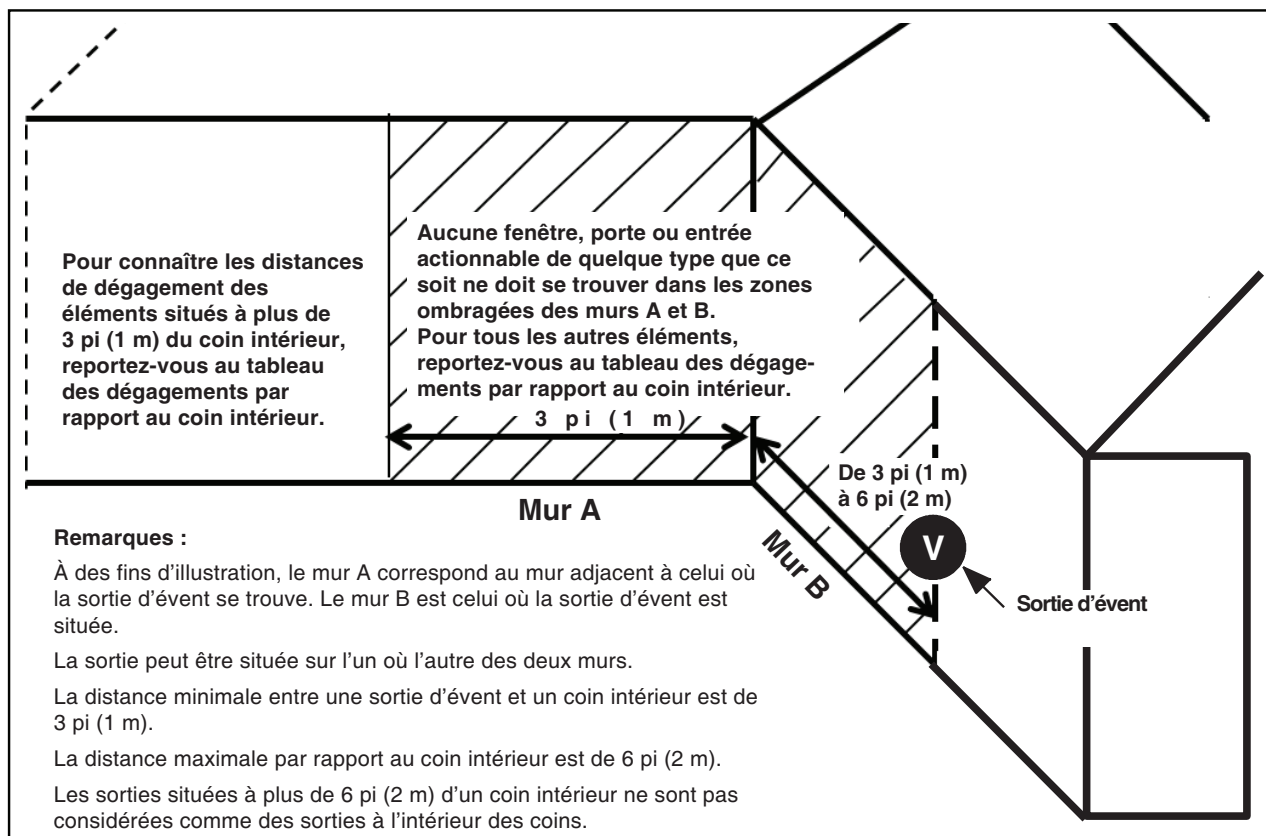 Pour connaître les distances
de dégagement des
éléments situés à plus de
3 pi (1 m) du coin intérieur,
reportez-vous au tableau
des dégagements par
rapport au coin intérieur.
Aucune fenêtre, porte ou entrée
actionnable de quelque type que ce
soit ne doit se trouver dans les zones
ombragées des murs A et B.
Pour tous les autres éléments,
reportez-vous au tableau des dégage-
ments par rapport au coin intérieur.
3 pi (1 m)
De 3 pi (1 m)
à 6 pi (2 m)
Mur A
Mur B
V
Sortie d’évent
Remarques :
À des fins d’illustration, le mur A correspond au mur adjacent à celui où
la sortie d’évent se trouve. Le mur B est celui où la sortie d’évent est
située.
La sortie peut être située sur l’un où l’autre des deux murs.
La distance minimale entre une sortie d’évent et un coin intérieur est de
3 pi (1 m).
La distance maximale par rapport au coin intérieur est de 6 pi (2 m).
Les sorties situées à plus de 6 pi (2 m) d’un coin intérieur ne sont pas
considérées comme des sorties à l’intérieur des coins.